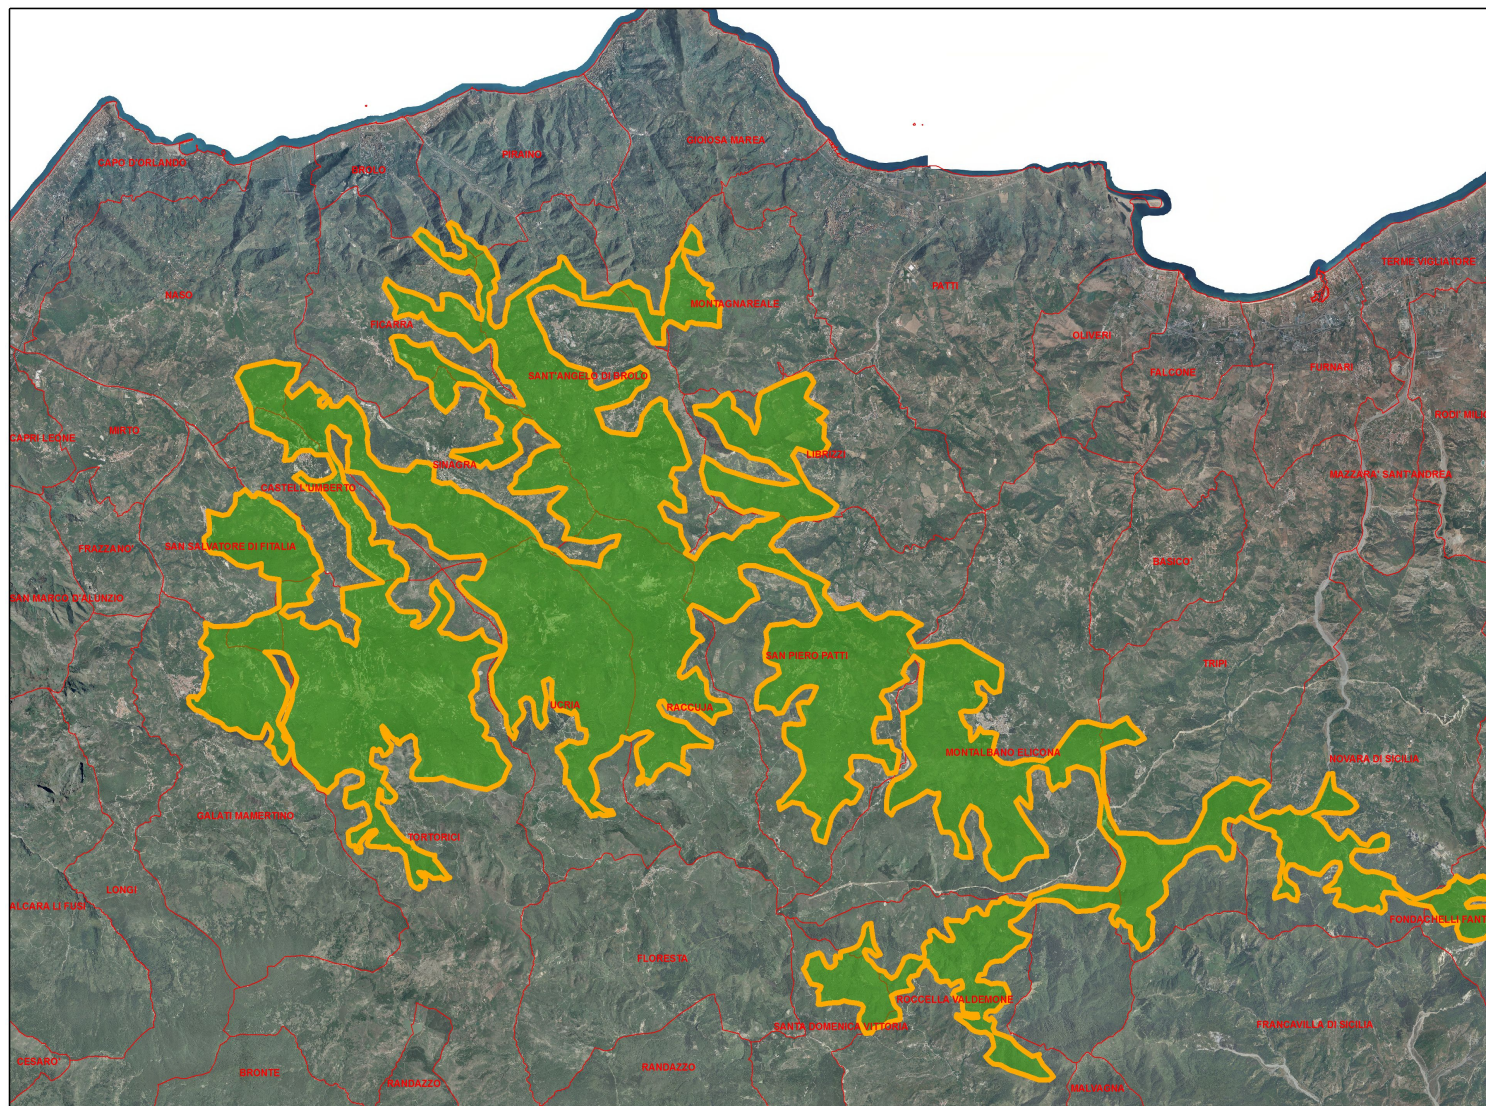 GIOIOSA MAREA
PIRAINO
CAPO D'ORLANDO
BROLO
TERME VIGLIATORE
PATTI
NASO
MONTAGNAREALE
FICARRA
OLIVERI
FURNARI
FALCONE
SANT'ANGELO DI BROLO
RODI' MILIC
MIRTO
CAPRI LEONE
LIBRIZZI
SINAGRA
MAZZARA' SANT'ANDREA
CASTELL'UMBERTO
SAN SALVATORE DI FITALIA
FRAZZANO'
BASICO'
SAN MARCO D'ALUNZIO
SAN PIERO PATTI
TRIPI
UCRIA
RACCUJA
MONTALBANO ELICONA
NOVARA DI SICILIA
GALATI MAMERTINO
TORTORICI
LONGI
ALCARA LI FUSI
FONDACHELLI FANT
FLORESTA
ROCCELLA VALDEMONE
SANTA DOMENICA VITTORIA
FRANCAVILLA DI SICILIA
CESARO'
BRONTE
RANDAZZO
RANDAZZO
MALVAGNA